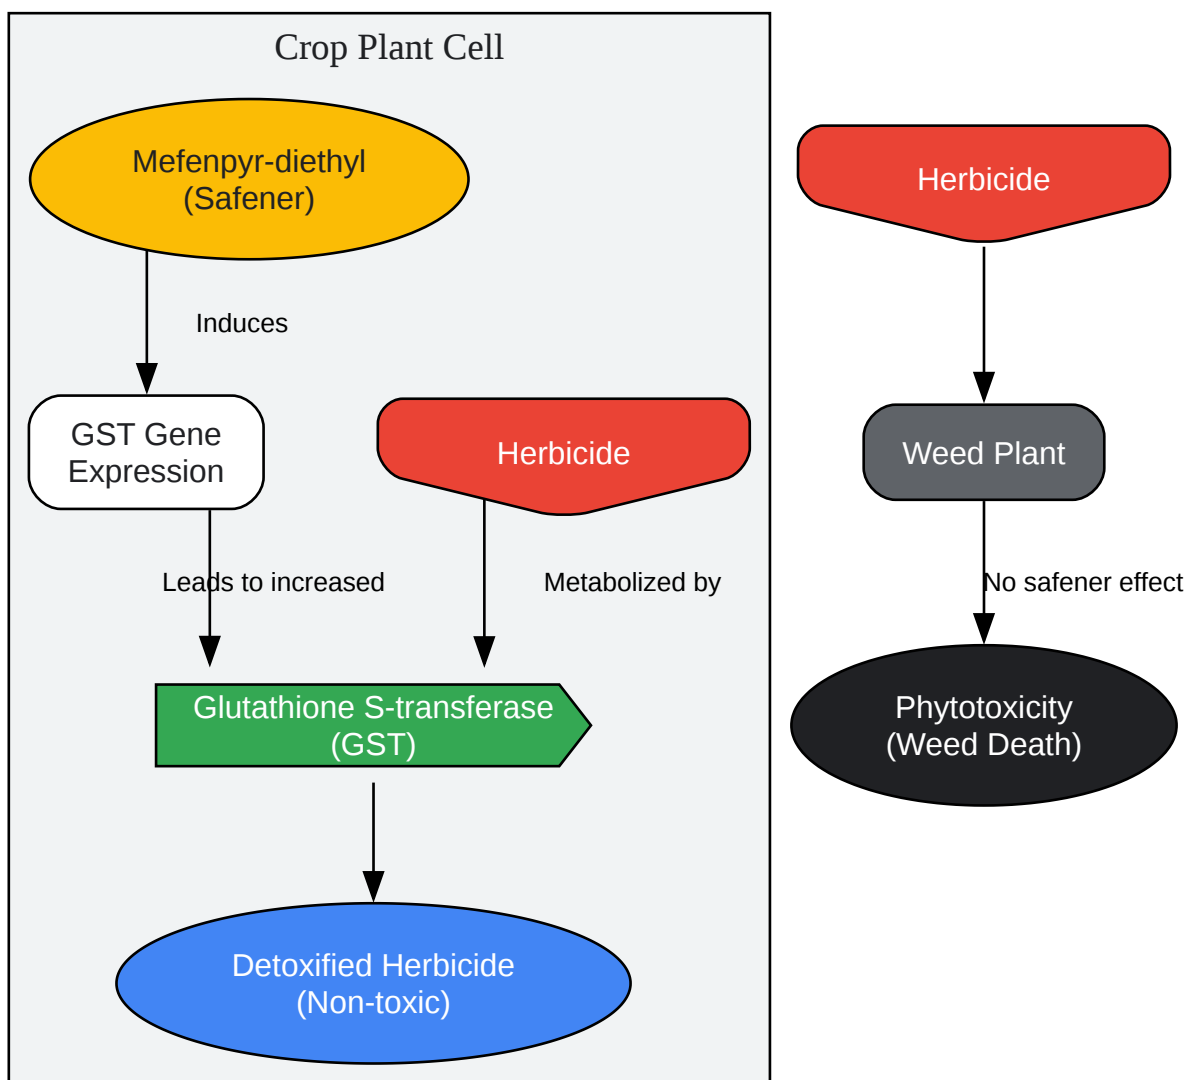 Crop Plant Cell
Mefenpyr-diethyl
(Safener)
Induces
GST Gene
Expression
Herbicide
Leads to increased
Metabolized by
Glutathione S-transferase
(GST)
Detoxified Herbicide
(Non-toxic)
Herbicide
Weed Plant
No safener effect
Phytotoxicity
(Weed Death)